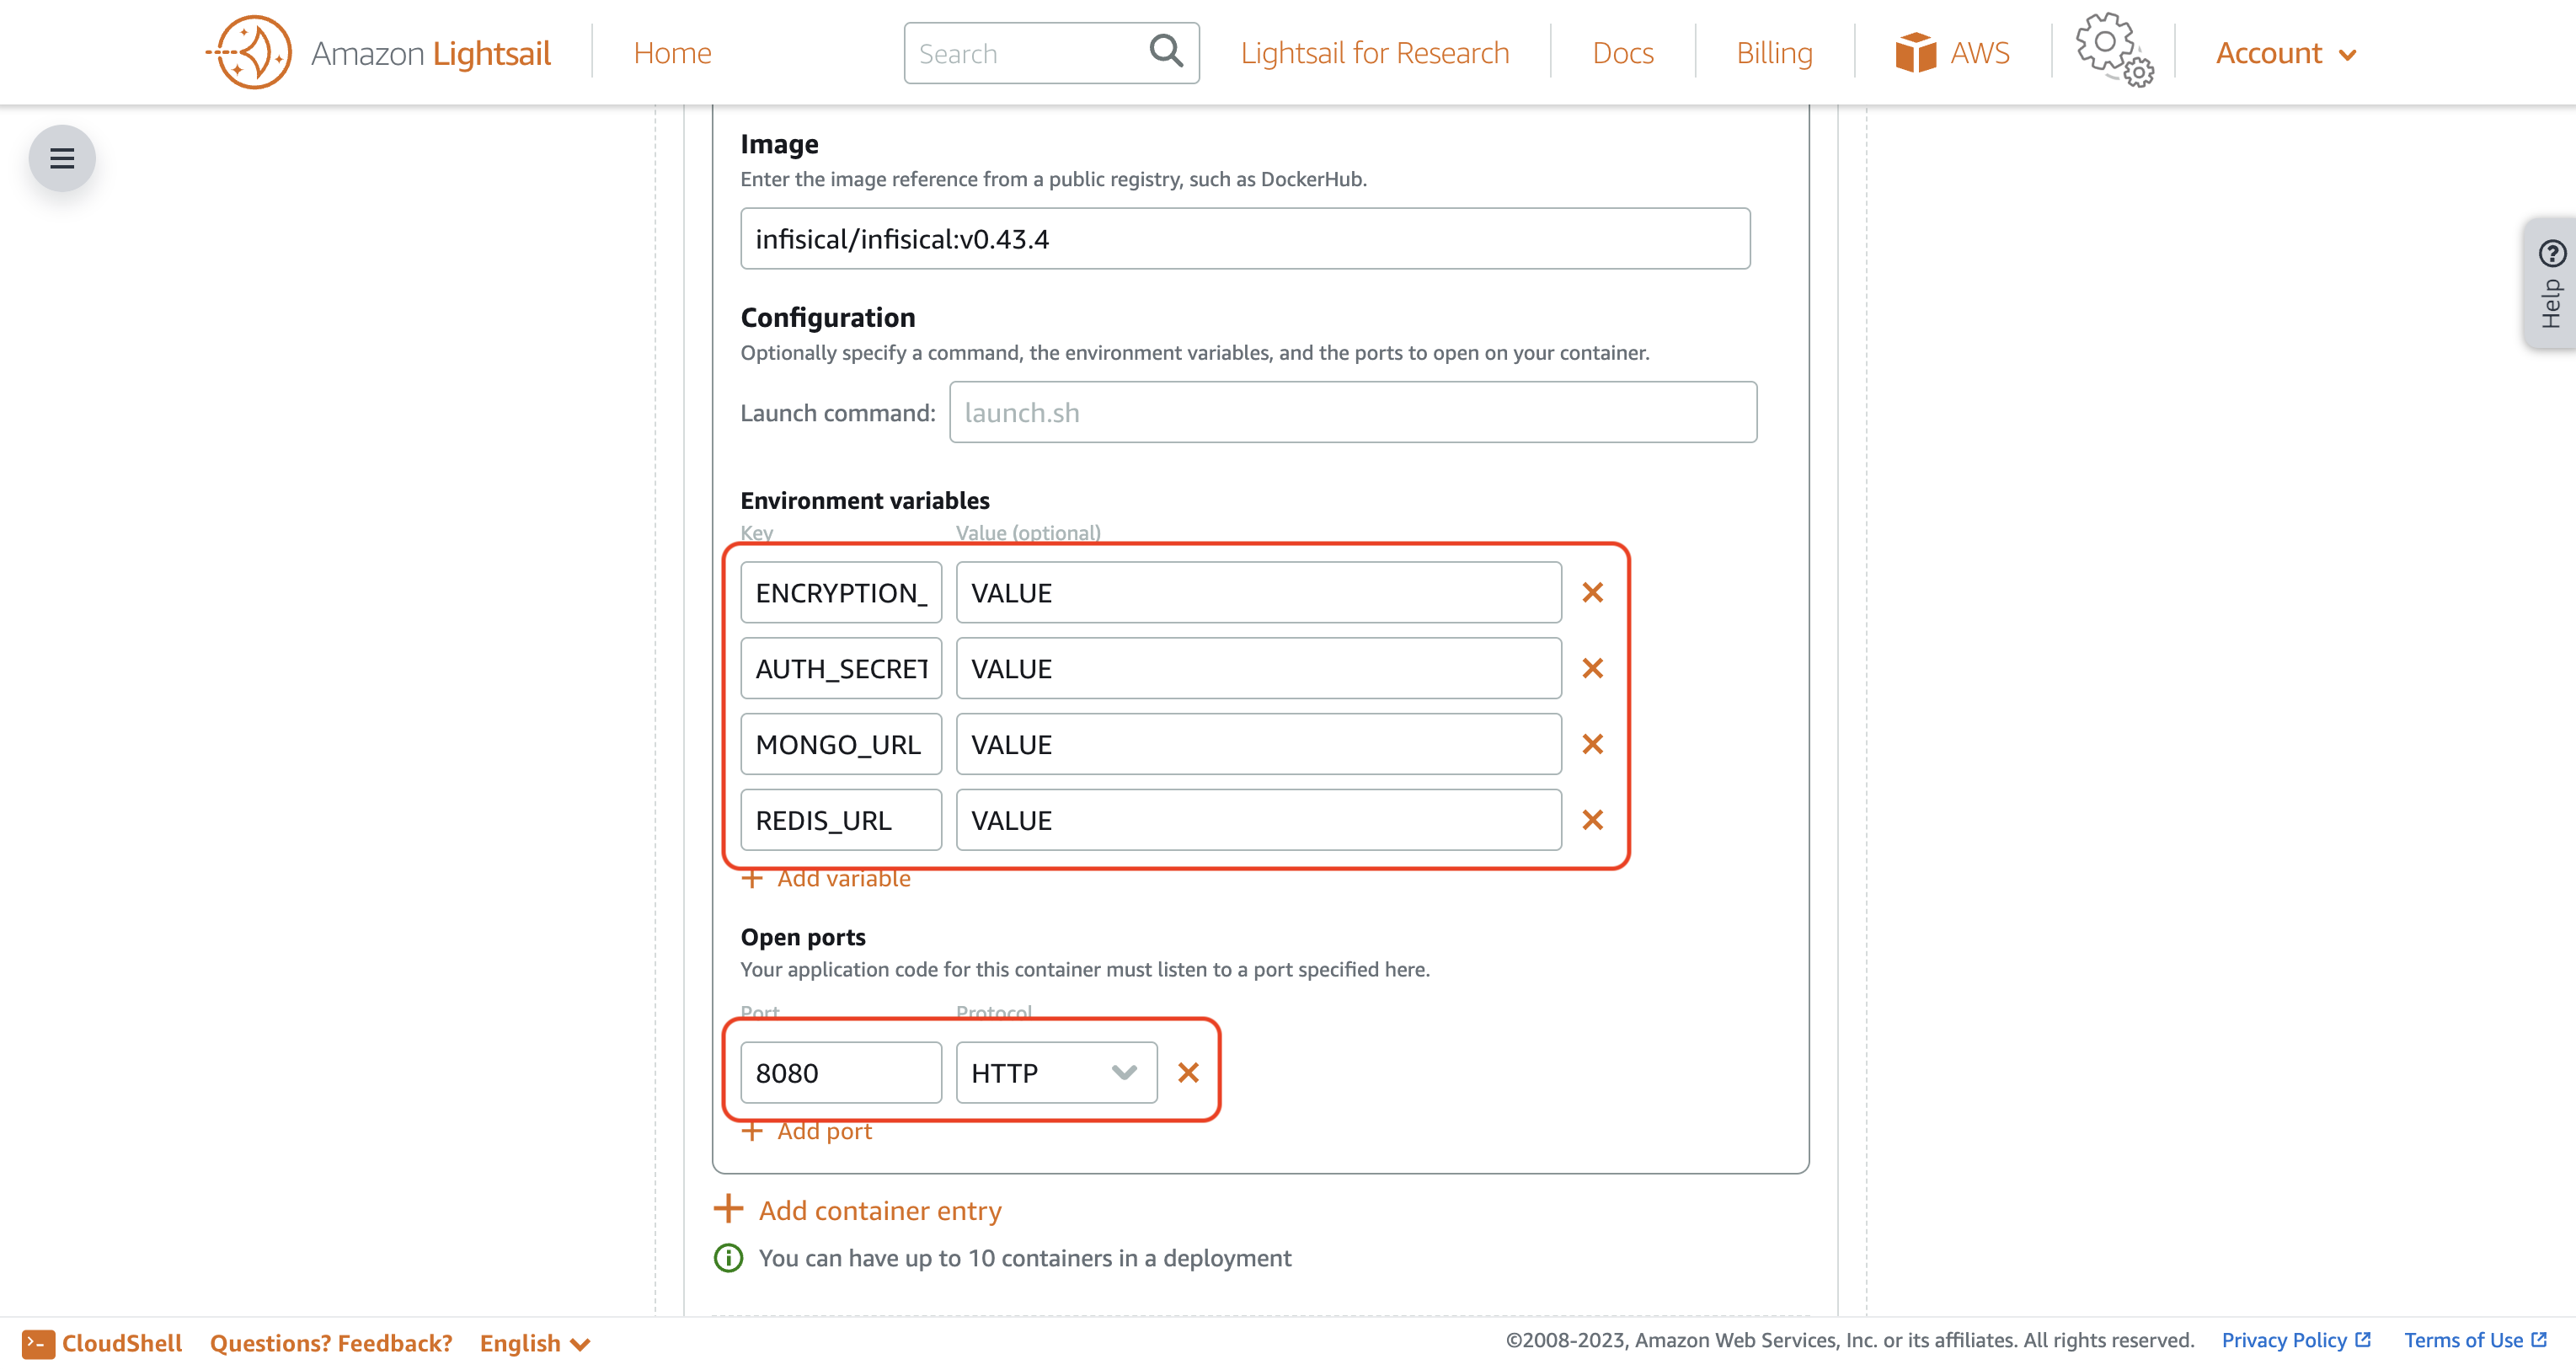 Amazon Lightsail
Home
Search
Lightsail for Research
Docs
Billing
AWS
Account
Help
Image
Enter the image reference from a public registry, such as DockerHub.
infisical/infisical:v0.43.4
Configuration
Optionally specify a command, the environment variables, and the ports to open on your container.
Launch command: launch.sh
Environment variables
Key Value (optional)
ENCRYPTION_ VALUE
AUTH_SECRET VALUE
MONGO_URL VALUE
REDIS_URL VALUE
+ Add variable
Open ports
Your application code for this container must listen to a port specified here.
Port Protocol
8080 HTTP
+ Add port
+ Add container entry
You can have up to 10 containers in a deployment
CloudShell Questions? Feedback? English ©2008-2023, Amazon Web Services, Inc. or its affiliates. All rights reserved. Privacy Policy Terms of Use